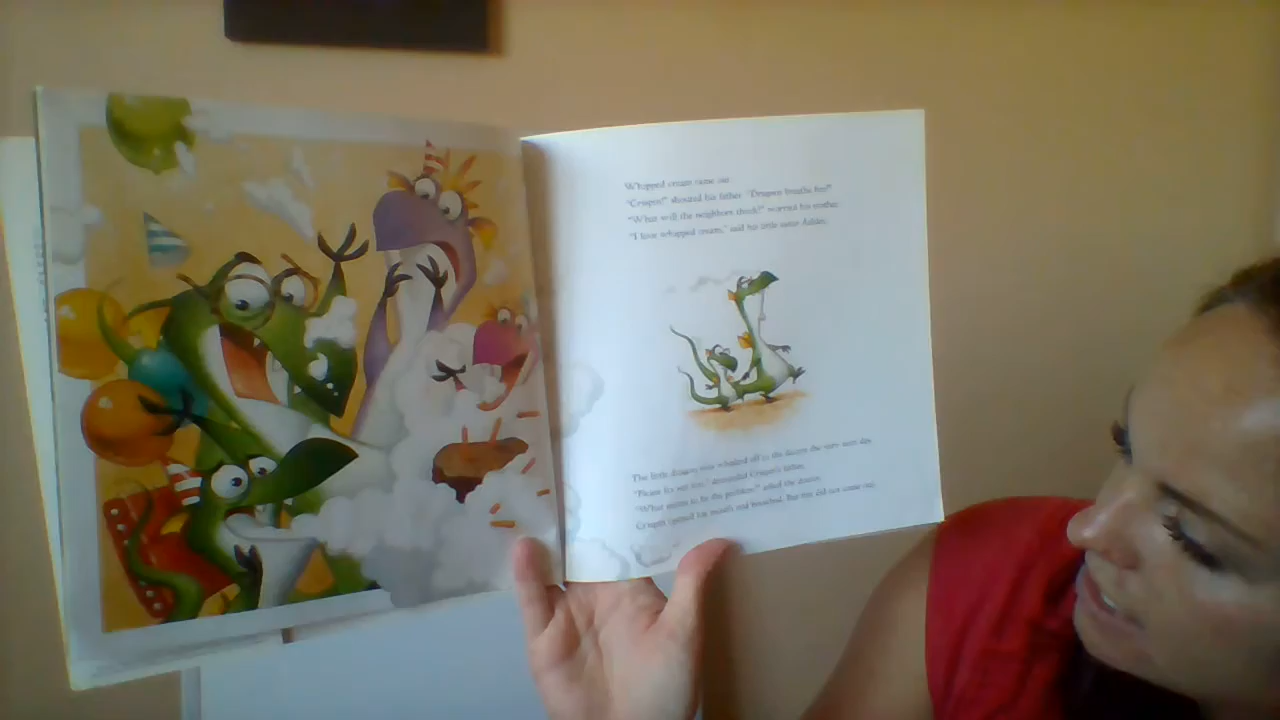 Whipped cream came out.
"Crispin!" shouted his father. "Dragons breathe fire!"
"What will the neighbors think?" worried his mother.
"I love whipped cream," said his little sister Ashley.
The little dragon was whisked off to the doctor the very next day.
"Please fix our son," demanded Crispin's father.
"What seems to be the problem?" asked the doctor.
Crispin opened his mouth and breathed. But fire did not come out.